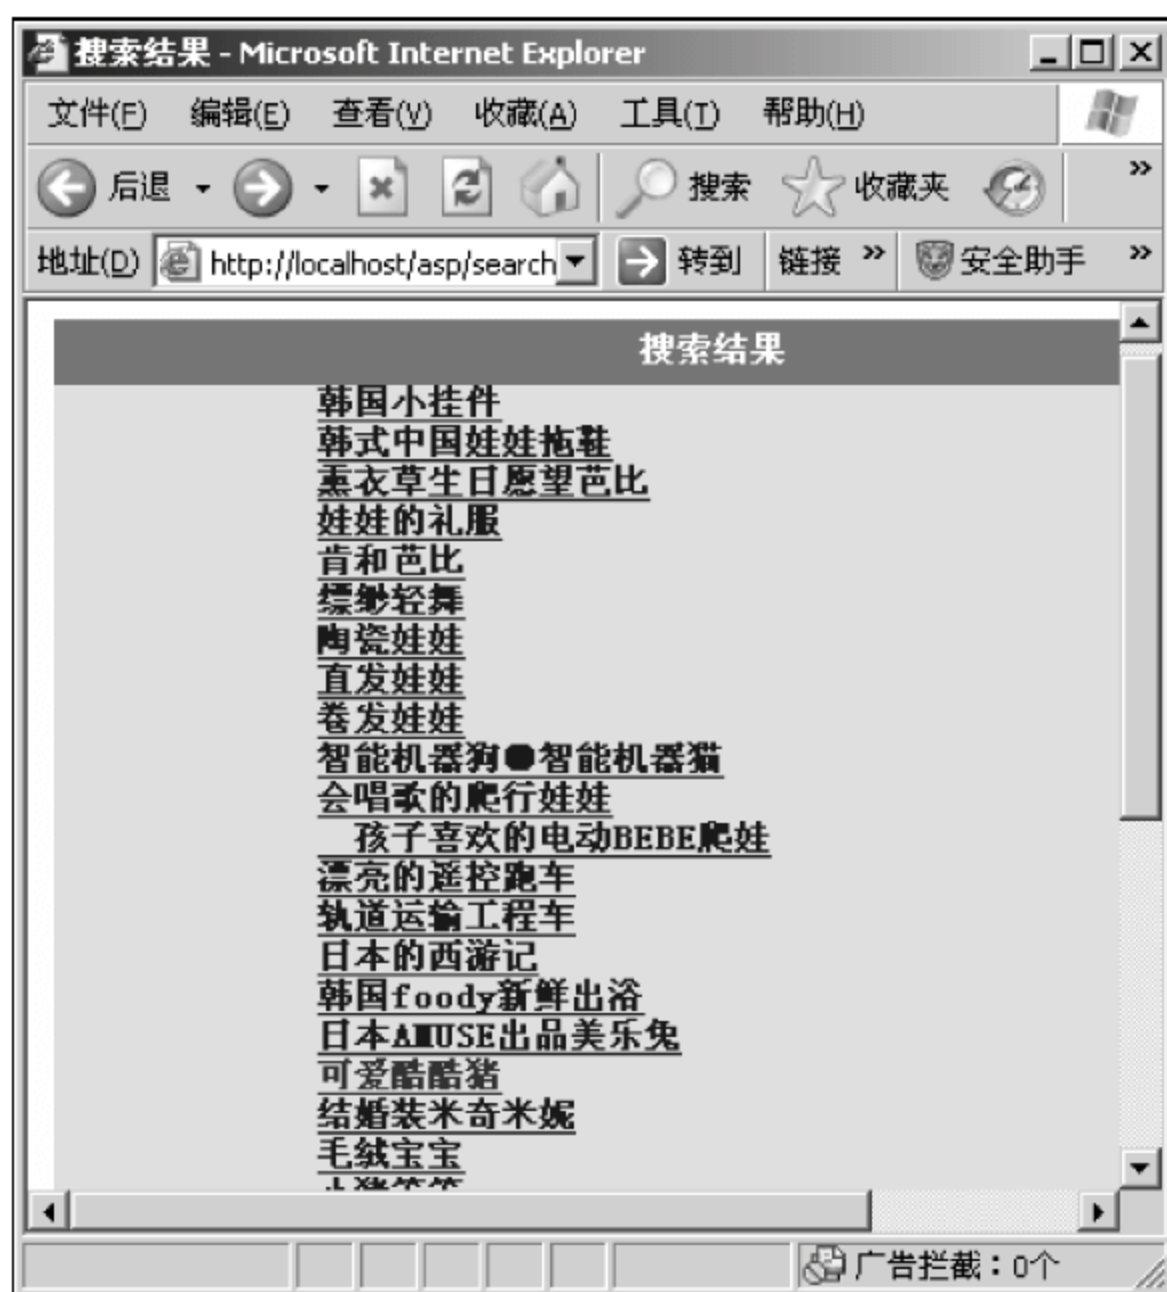 搜索结果 - Microsoft Internet Explorer
文件(F) 编辑(E) 查看(V) 收藏(A) 工具(T) 帮助(H)
后退 搜索 收藏夹 »
地址(D) http://localhost/asp/search 转到 链接 » 安全助手 »
搜索结果
韩国小挂件
韩式中国娃娃拖鞋
薰衣草生日愿望芭比
娃娃的礼服
肯和芭比
缥缈轻舞
陶瓷娃娃
直发娃娃
卷发娃娃
智能机器狗●智能机器猫
会唱歌的爬行娃娃
孩子喜欢的电动BEBE爬娃
漂亮的遥控跑车
轨道运输工程车
日本的西游记
韩国foody新鲜出浴
日本AMUSE出品美乐兔
可爱酷酷猪
结婚装米奇米妮
毛绒宝宝
广告拦截：0个